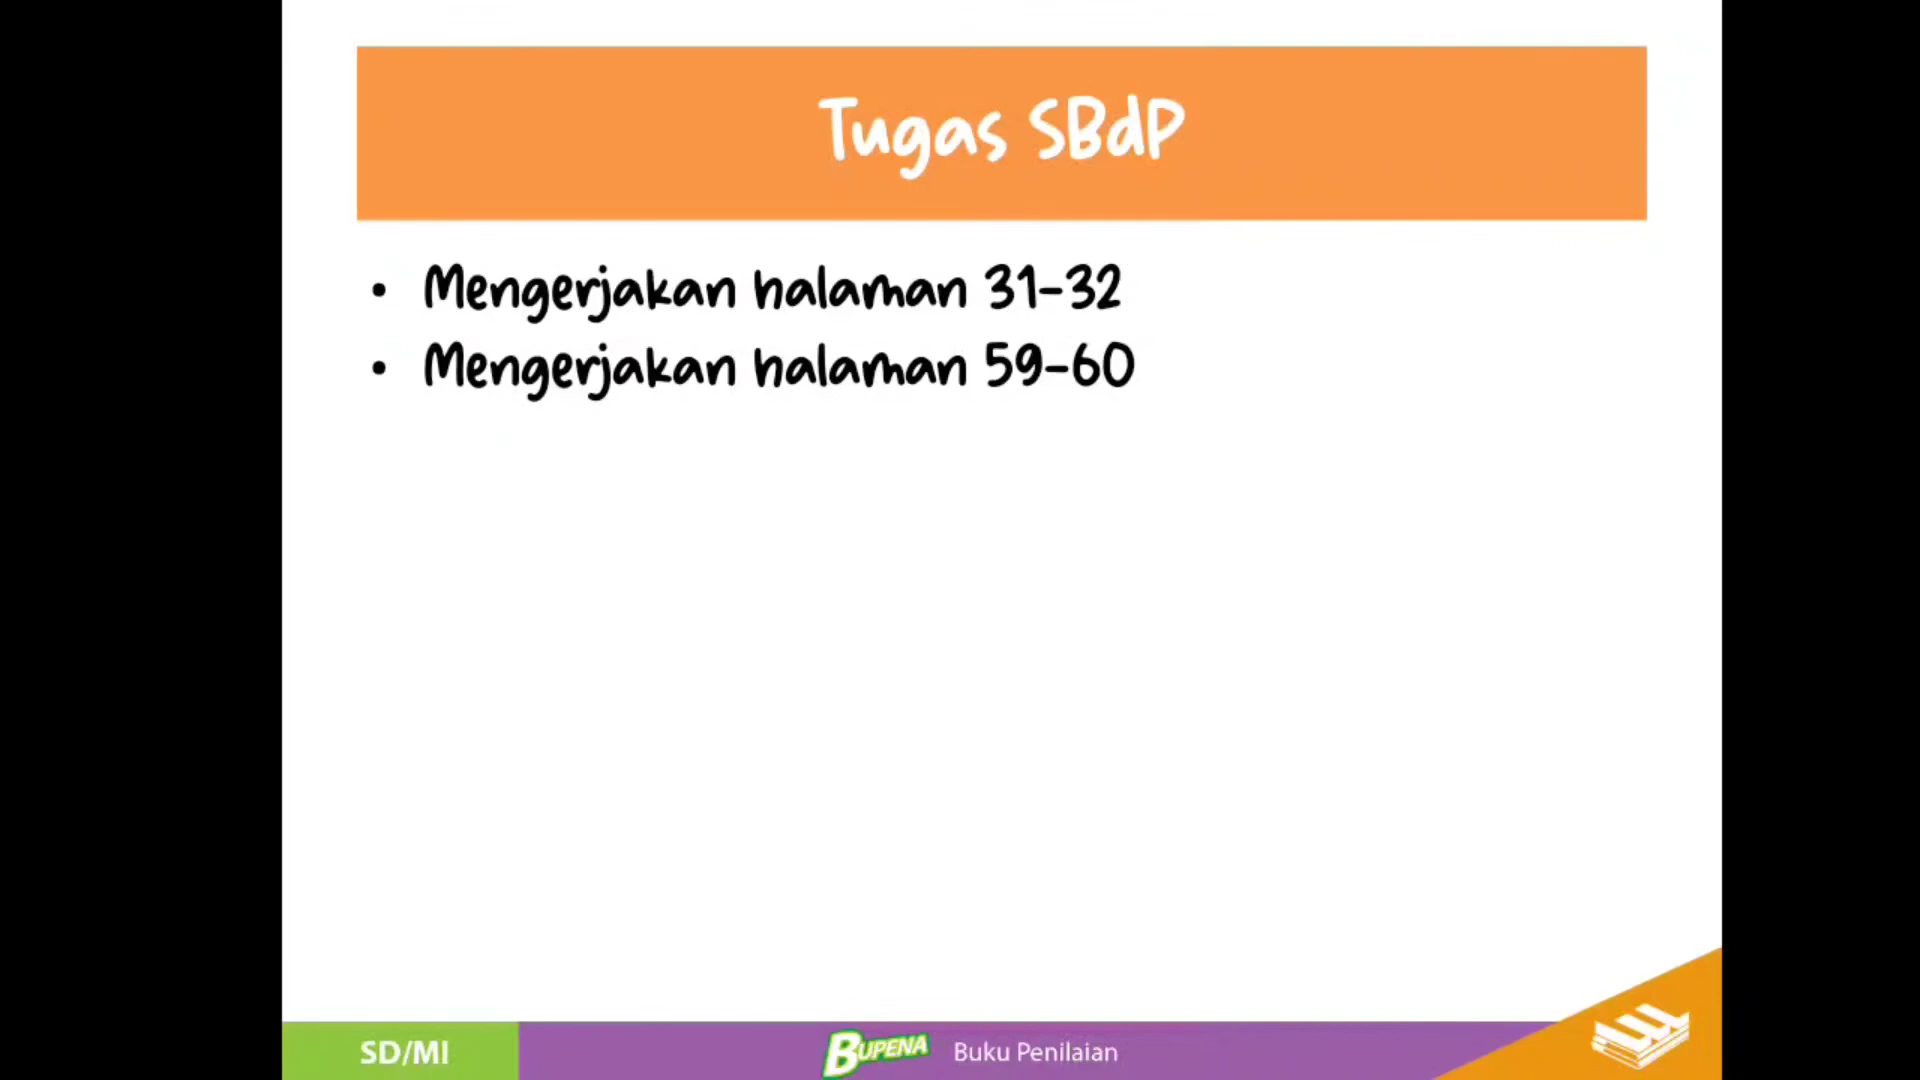 Tugas SBdP
• Mengerjakan halaman 31-32
• Mengerjakan halaman 59-60
SD/MI
BUPENA Buku Penilaian